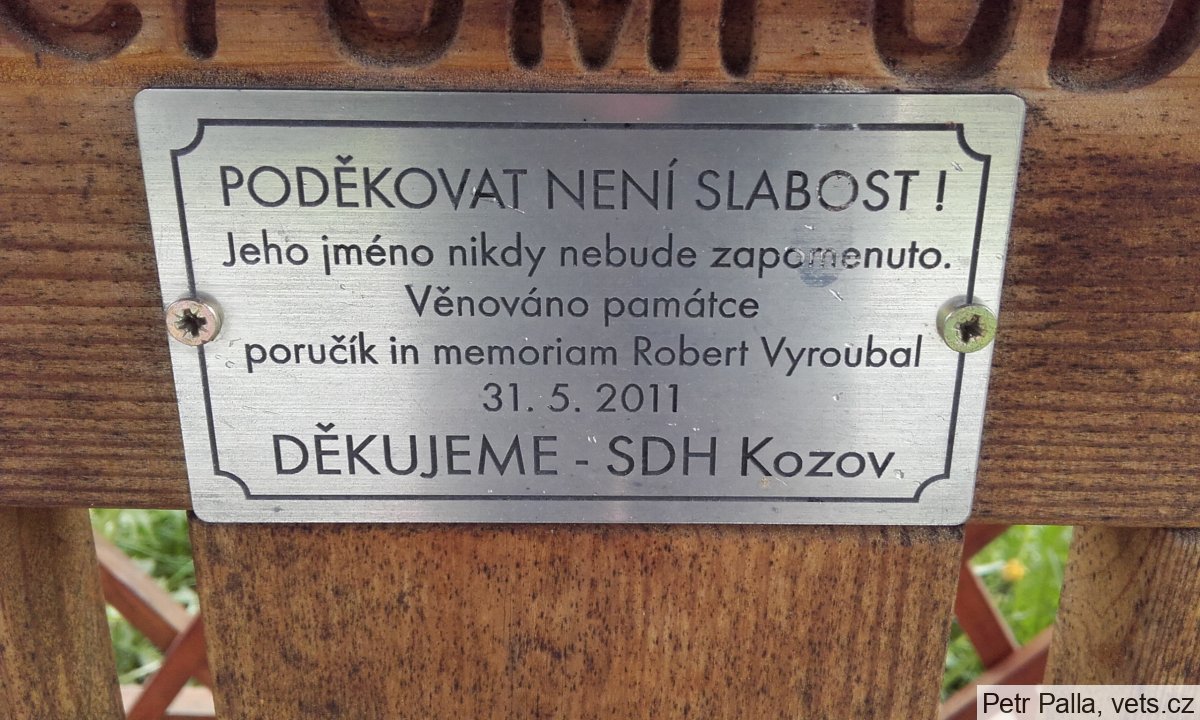 PODĚKOVAT NENÍ SLABOST !
Jeho jméno nikdy nebude zapomenuto.
Věnováno památce
poručík in memoriam Robert Vyroubal
31. 5. 2011
DĚKUJEME - SDH Kozov
Petr Palla, vets.cz